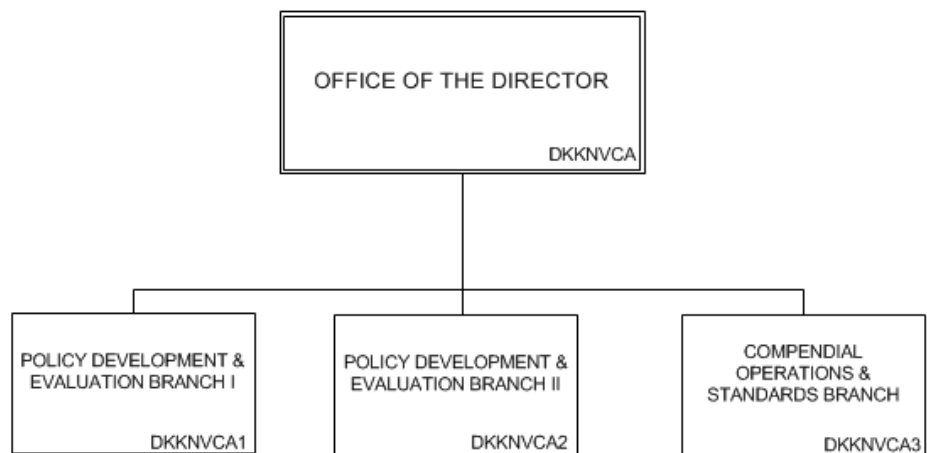 OFFICE OF THE DIRECTOR
DKKNVCA
POLICY DEVELOPMENT &
EVALUATION BRANCH I
DKKNVCA1
POLICY DEVELOPMENT &
EVALUATION BRANCH II
DKKNVCA2
COMPENDIAL
OPERATIONS &
STANDARDS BRANCH
DKKNVCA3